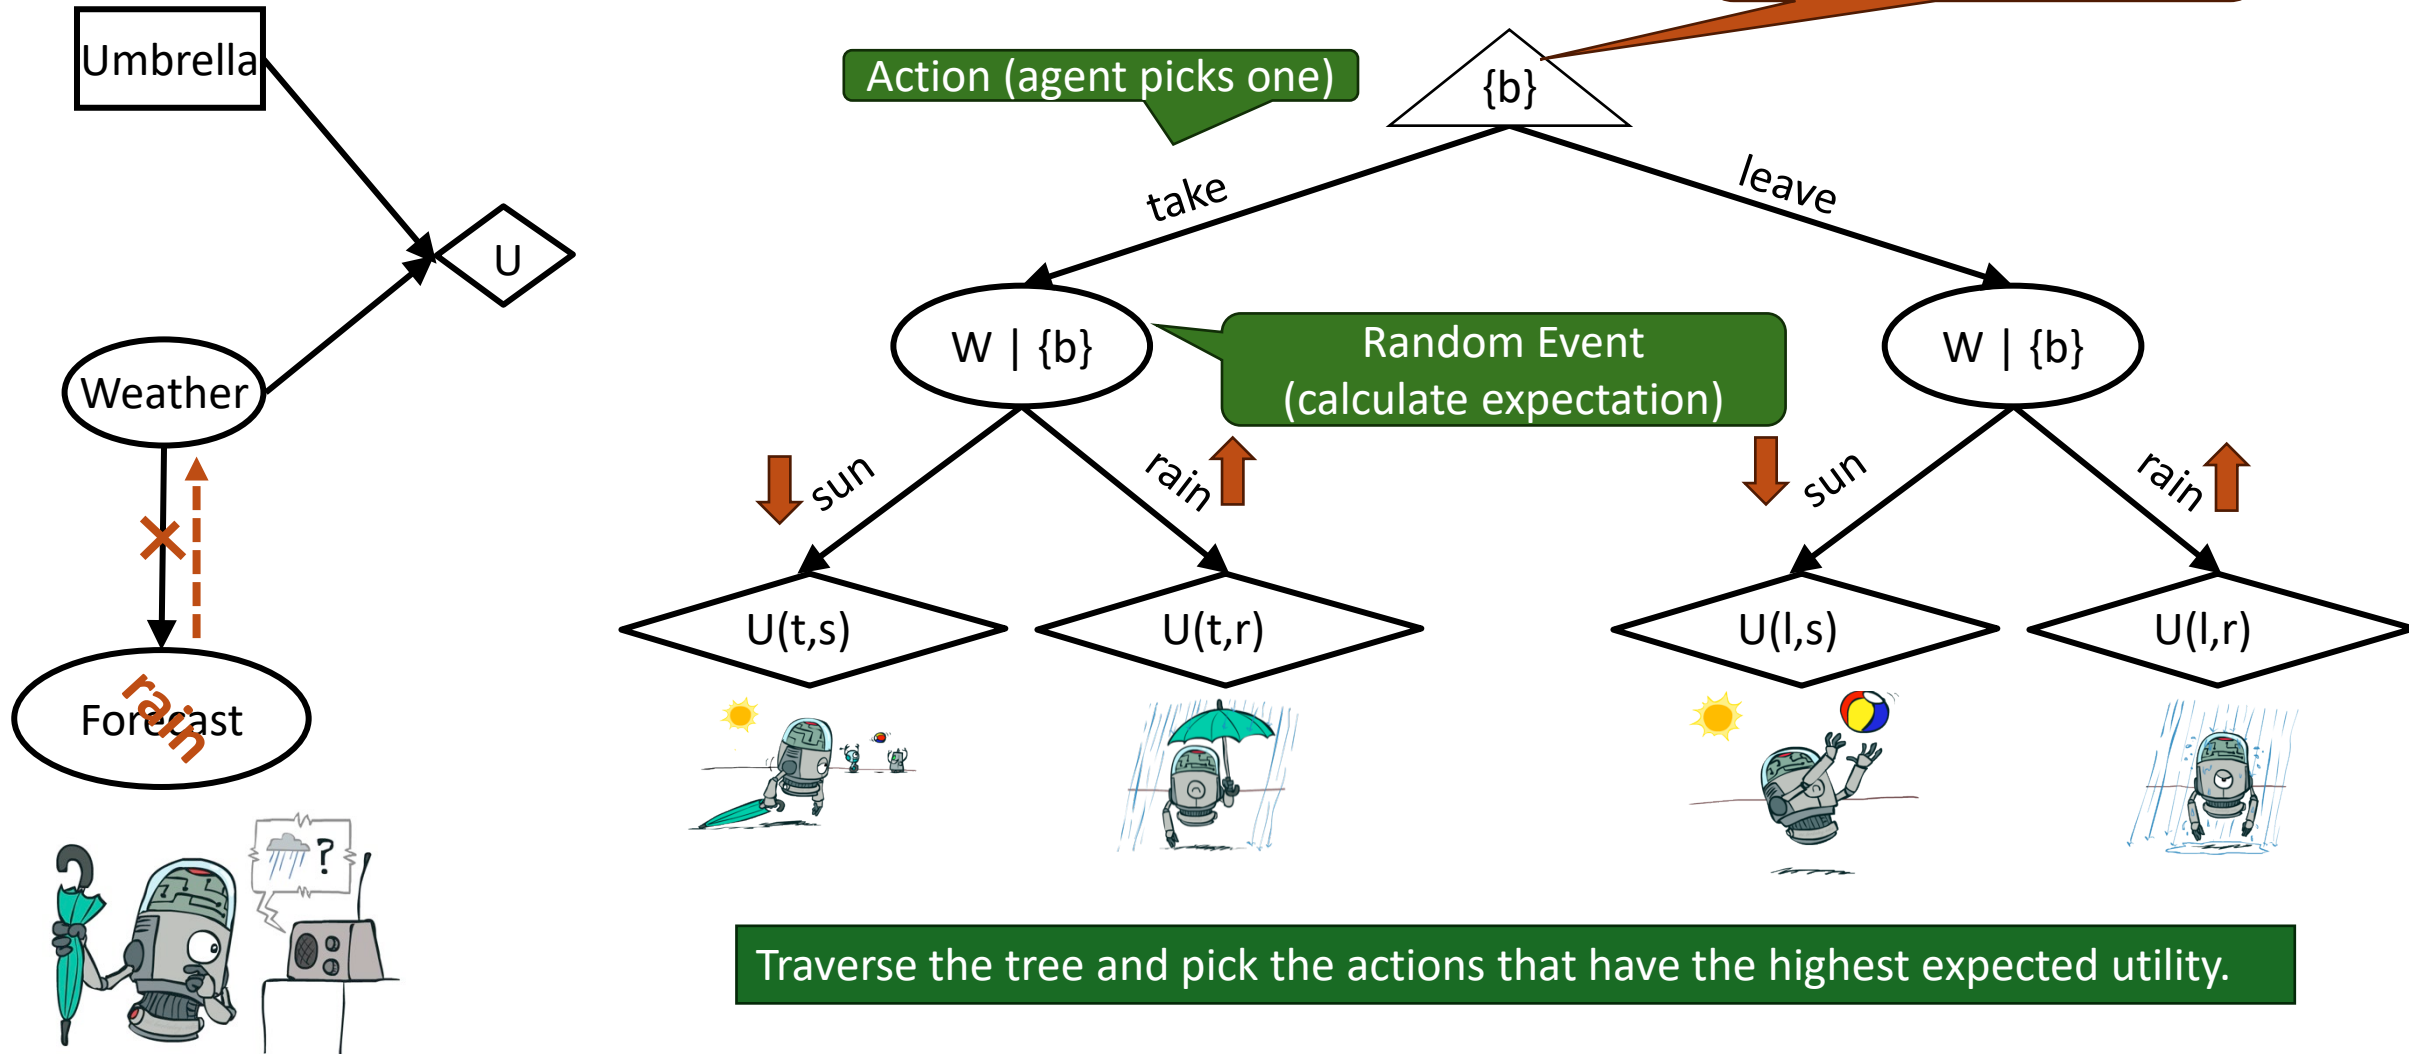 Umbrella
Action (agent picks one)
{b}
take
leave
U
W | {b}
Random Event
(calculate expectation)
W | {b}
Weather
sun
rain
sun
rain
U(t,s)
U(t,r)
U(l,s)
U(l,r)
Forecast
rain
?
Traverse the tree and pick the actions that have the highest expected utility.